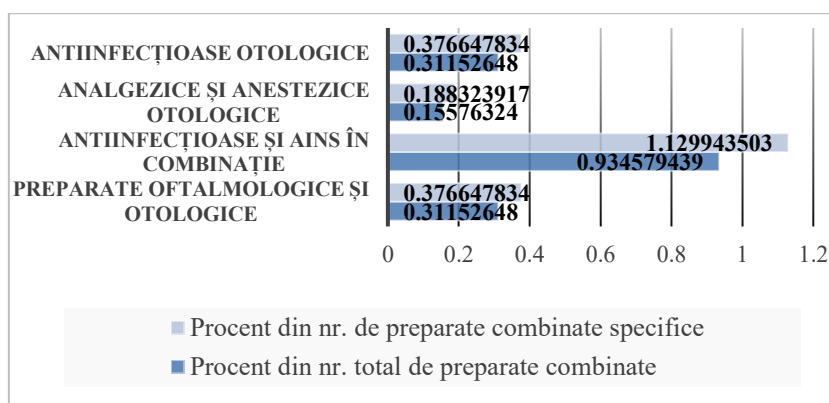 ANTIINFECȚIOASE OTOLOGICE
0.376647834
0.31152648
ANALGEZICE ȘI ANESTEZICE
OTOLOGICE
0.188323917
0.15576324
ANTIINFECȚIOASE ȘI AINS ÎN
COMBINAȚIE
1.129943503
0.934579439
PREPARATE OFTALMOLOGICE ȘI
OTOLOGICE
0.376647834
0.31152648
0 0.2 0.4 0.6 0.8 1 1.2
Procent din nr. de preparate combinate specifice
Procent din nr. total de preparate combinate